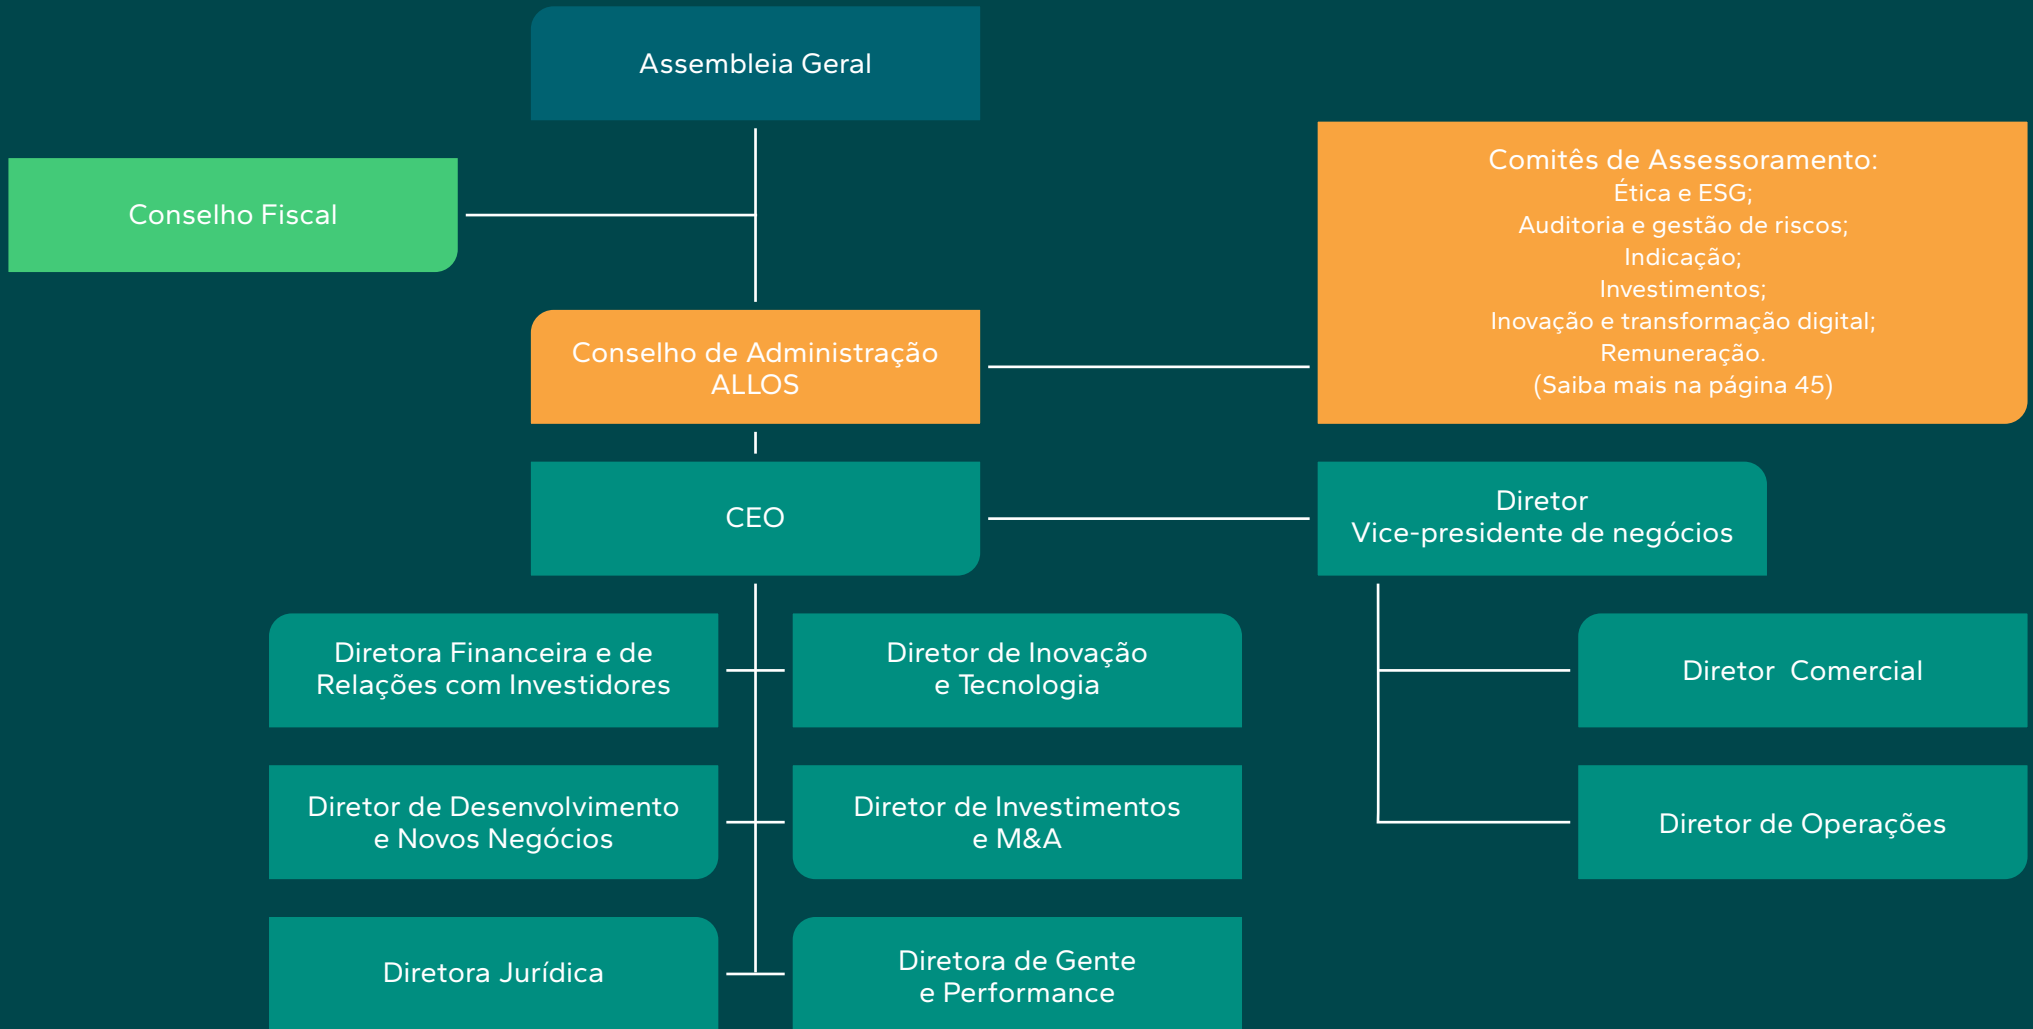 Assembleia Geral
Conselho Fiscal
Comitês de Assessoramento:
Ética e ESG;
Auditoria e gestão de riscos;
Indicação;
Investimentos;
Inovação e transformação digital;
Remuneração.
(Saiba mais na página 45)
Conselho de Administração
ALLOS
CEO
Diretor
Vice-presidente de negócios
Diretora Financeira e de
Relações com Investidores
Diretor de Inovação
e Tecnologia
Diretor  Comercial
Diretor de Desenvolvimento
e Novos Negócios
Diretor de Investimentos
e M&A
Diretor de Operações
Diretora Jurídica
Diretora de Gente
e Performance